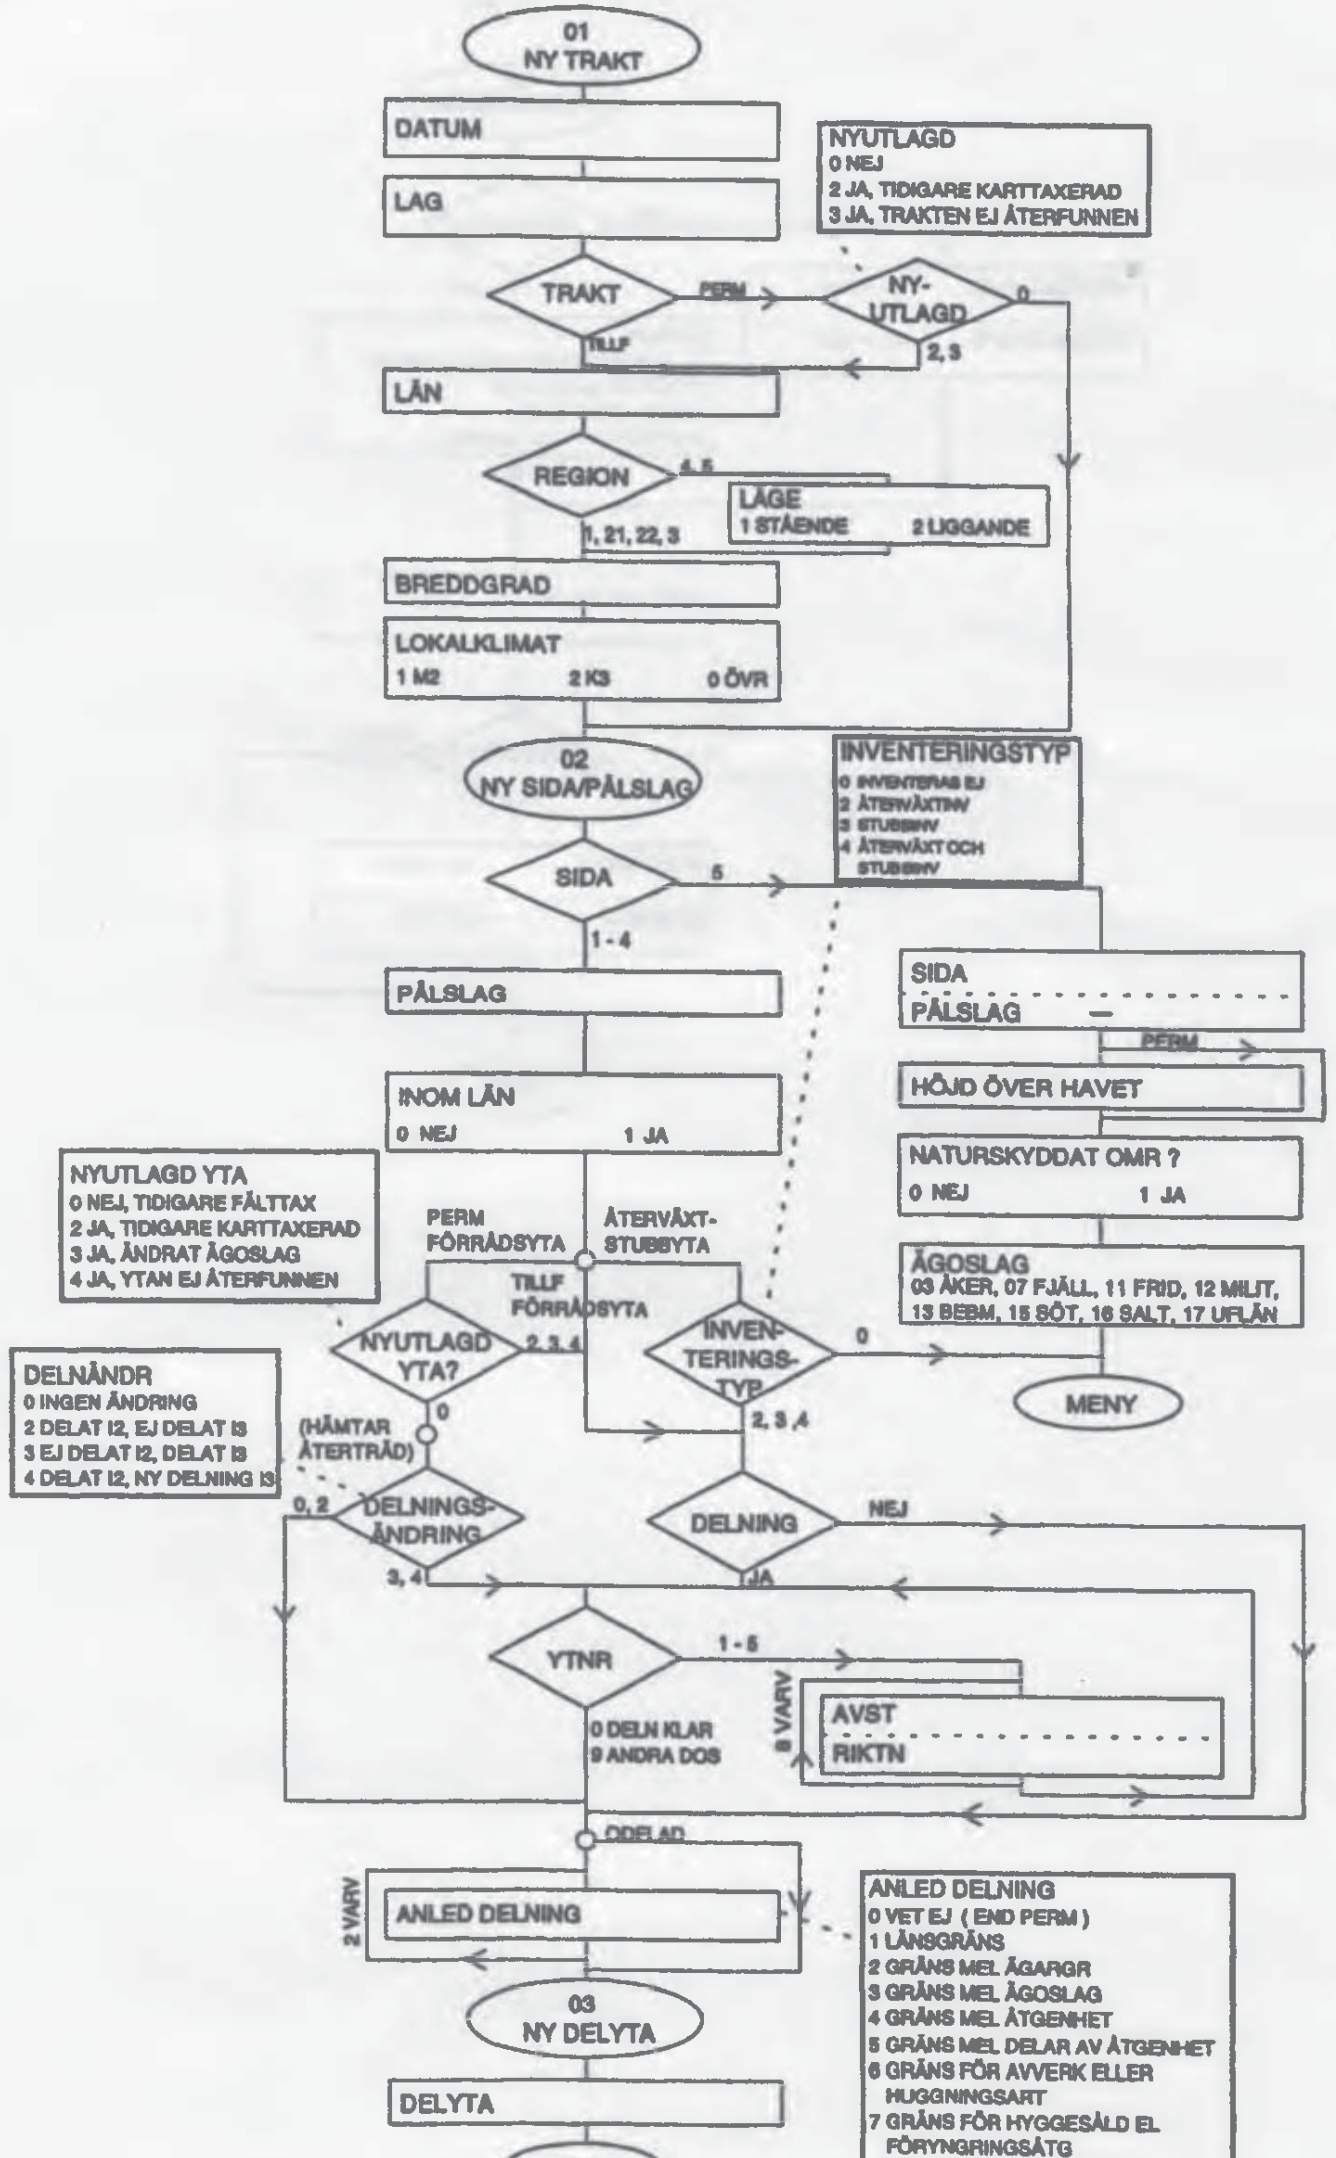 01
NY TRAKT
DATUM
LAG
NYUTLAGD
0 NEJ
2 JA, TIDIGARE KARTTAXERAD
3 JA, TRAKTEN EJ ÅTERFUNNEN
TRAKT
PERM
NY-
UTLAGD
0
TILLF
2, 3
LÄN
REGION
4, 5
LÄGE
1 STÅENDE 2 LIGGANDE
1, 21, 22, 3
BREDDGRAD
LOKALKLIMAT
1 M2 2 K3 0 ÖVR
02
NY SIDA/PÅLSLAG
INVENTERINGSTYP
0 INVENTERAS EJ
2 ÅTERVÄXTINV
3 STUBBINV
4 ÅTERVÄXT OCH
STUBBINV
SIDA
5
1 - 4
PÅLSLAG
SIDA
PÅLSLAG —
PERM
HÖJD ÖVER HAVET
INOM LÄN
0 NEJ 1 JA
NATURSKYDDAT OMR ?
0 NEJ 1 JA
NYUTLAGD YTA
0 NEJ, TIDIGARE FÄLTTAX
2 JA, TIDIGARE KARTTAXERAD
3 JA, ÄNDRAT ÄGOSLAG
4 JA, YTAN EJ ÅTERFUNNEN
PERM
FÖRRÅDSYTA
ÅTERVÄXT-
STUBBYTA
TILLF
FÖRRÅDSYTA
ÄGOSLAG
03 ÅKER, 07 FJÄLL, 11 FRID, 12 MILIT,
13 BEBM, 15 SÖT, 16 SALT, 17 UFLÄN
NYUTLAGD
YTA?
2, 3, 4
INVEN-
TERINGS-
TYP
0
MENY
DELNÄNDR
0 INGEN ÄNDRING
2 DELAT I2, EJ DELAT I3
3 EJ DELAT I2, DELAT I3
4 DELAT I2, NY DELNING I3
0
(HÄMTAR
ÅTERTRÄD)
2, 3, 4
0, 2
DELNINGS-
ÄNDRING
3, 4
DELNING
NEJ
JA
YTNR
1 - 5
8 VARV
AVST
RIKTN
0 DELN KLAR
9 ANDRA DOS
ODELAD
2 VARV
ANLED DELNING
ANLED DELNING
0 VET EJ ( END PERM )
1 LÄNSGRÄNS
2 GRÄNS MEL ÄGARGR
3 GRÄNS MEL ÄGOSLAG
4 GRÄNS MEL ÅTGENHET
5 GRÄNS MEL DELAR AV ÅTGENHET
6 GRÄNS FÖR AVVERK ELLER
HUGGNINGSART
7 GRÄNS FÖR HYGGESÅLD EL
FÖRYNGRINGSÅTG
03
NY DELYTA
DELYTA